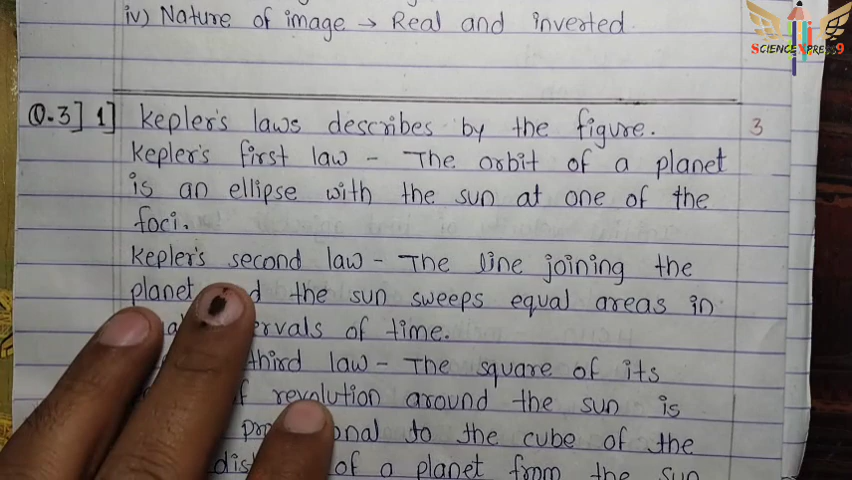 iv) Nature of image → Real and inverted.
SCIENCEXPRESS9
Q.3] 1] Kepler's laws describes by the figure. 3
Kepler's first law - The orbit of a planet
is an ellipse with the sun at one of the
foci.
Kepler's second law - The line joining the
planet the sun sweeps equal areas in
of time.
third law - The square of its
revolution around the sun is
to the cube of the
of a planet from the sun